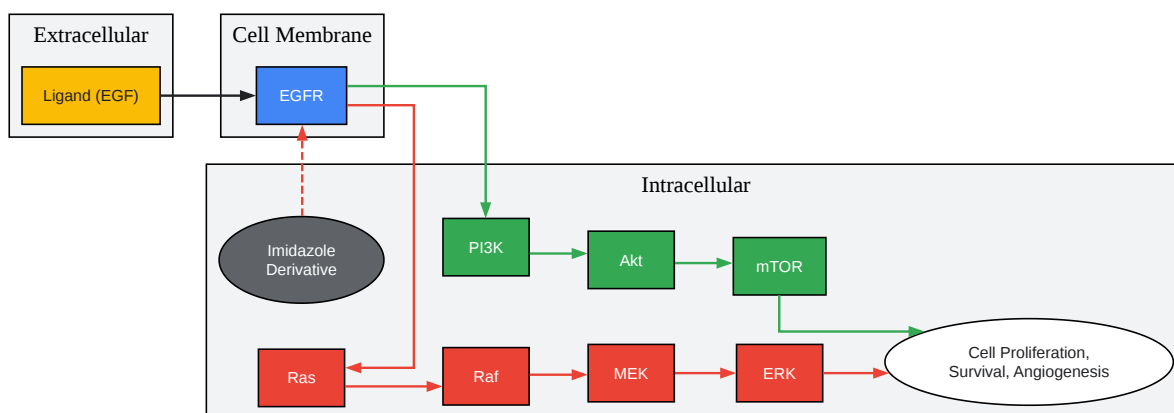 Extracellular
Cell Membrane
Ligand (EGF)
EGFR
Intracellular
Imidazole
Derivative
PI3K
Akt
mTOR
Ras
Raf
MEK
ERK
Cell Proliferation,
Survival, Angiogenesis